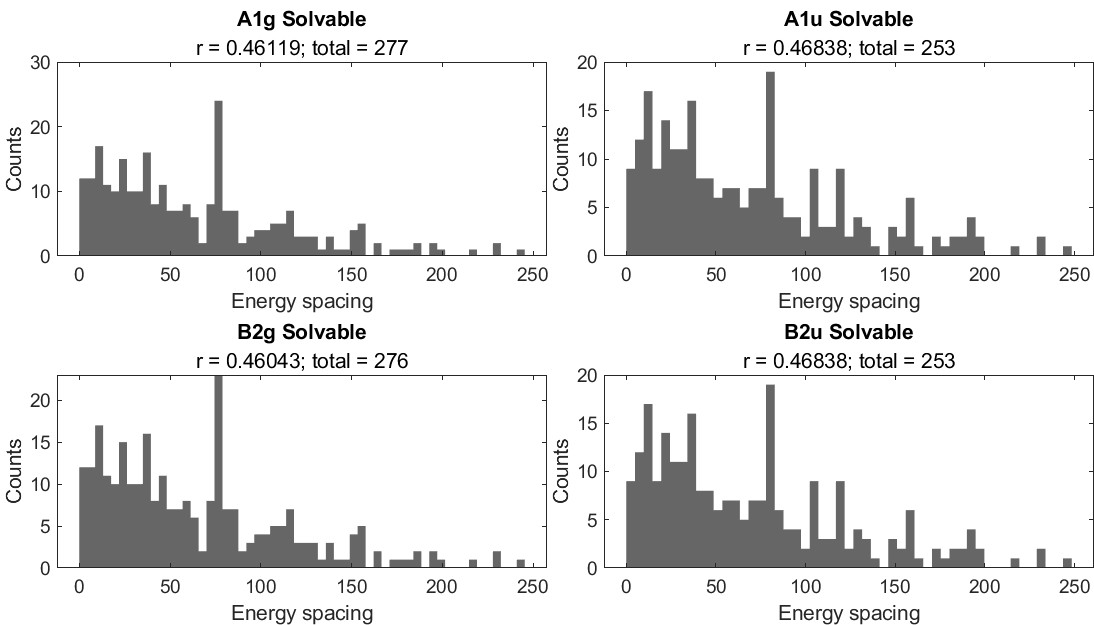 A1g Solvable
r = 0.46119; total = 277
30
20
10
0
Counts
0 50 100 150 200 250
Energy spacing
A1u Solvable
r = 0.46838; total = 253
20
15
10
5
0
Counts
0 50 100 150 200 250
Energy spacing
B2g Solvable
r = 0.46043; total = 276
20
15
10
5
0
Counts
0 50 100 150 200 250
Energy spacing
B2u Solvable
r = 0.46838; total = 253
20
15
10
5
0
Counts
0 50 100 150 200 250
Energy spacing